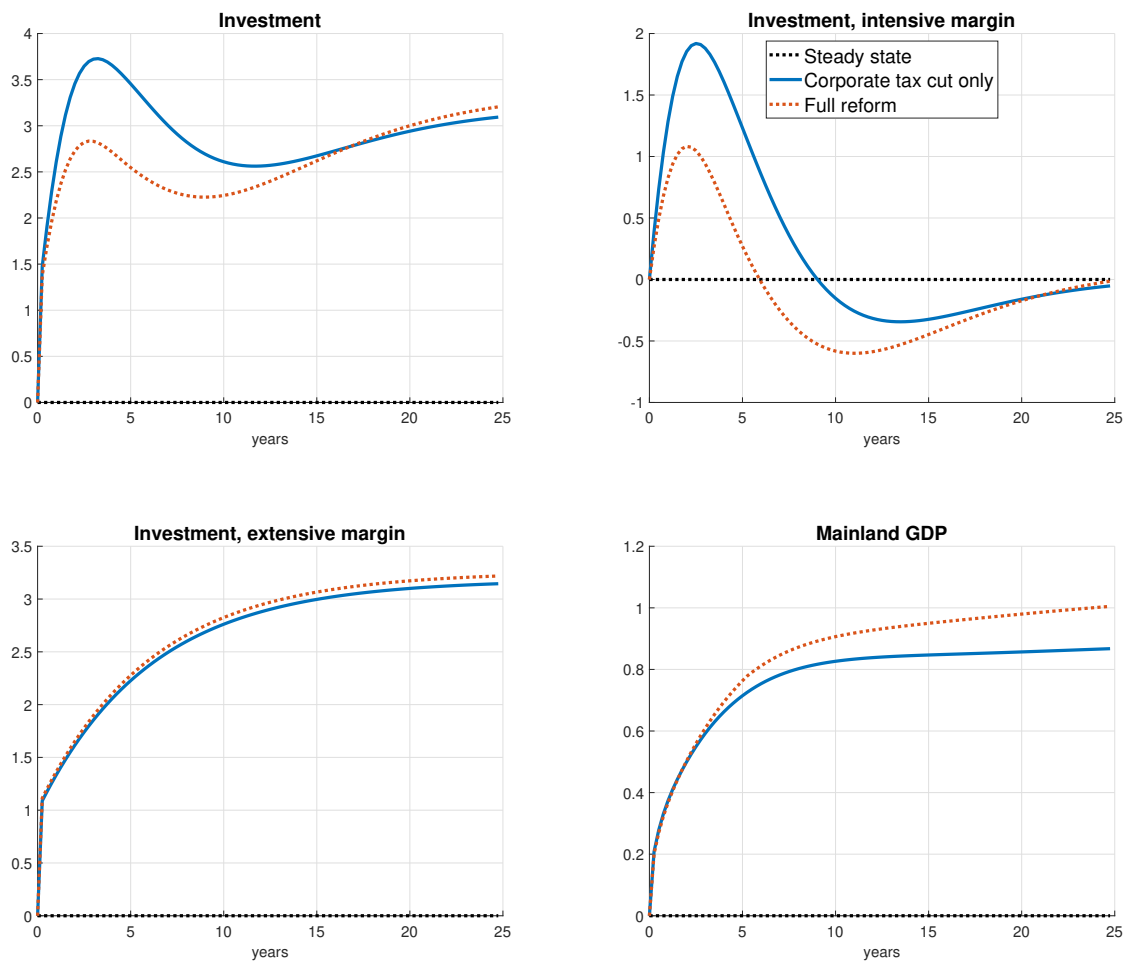 Investment
4
3.5
3
2.5
2
1.5
1
0.5
0
0 5 10 15 20 25
years
Investment, intensive margin
Steady state
Corporate tax cut only
Full reform
2
1.5
1
0.5
0
-0.5
-1
0 5 10 15 20 25
years
Investment, extensive margin
3.5
3
2.5
2
1.5
1
0.5
0
0 5 10 15 20 25
years
Mainland GDP
1.2
1
0.8
0.6
0.4
0.2
0
0 5 10 15 20 25
years